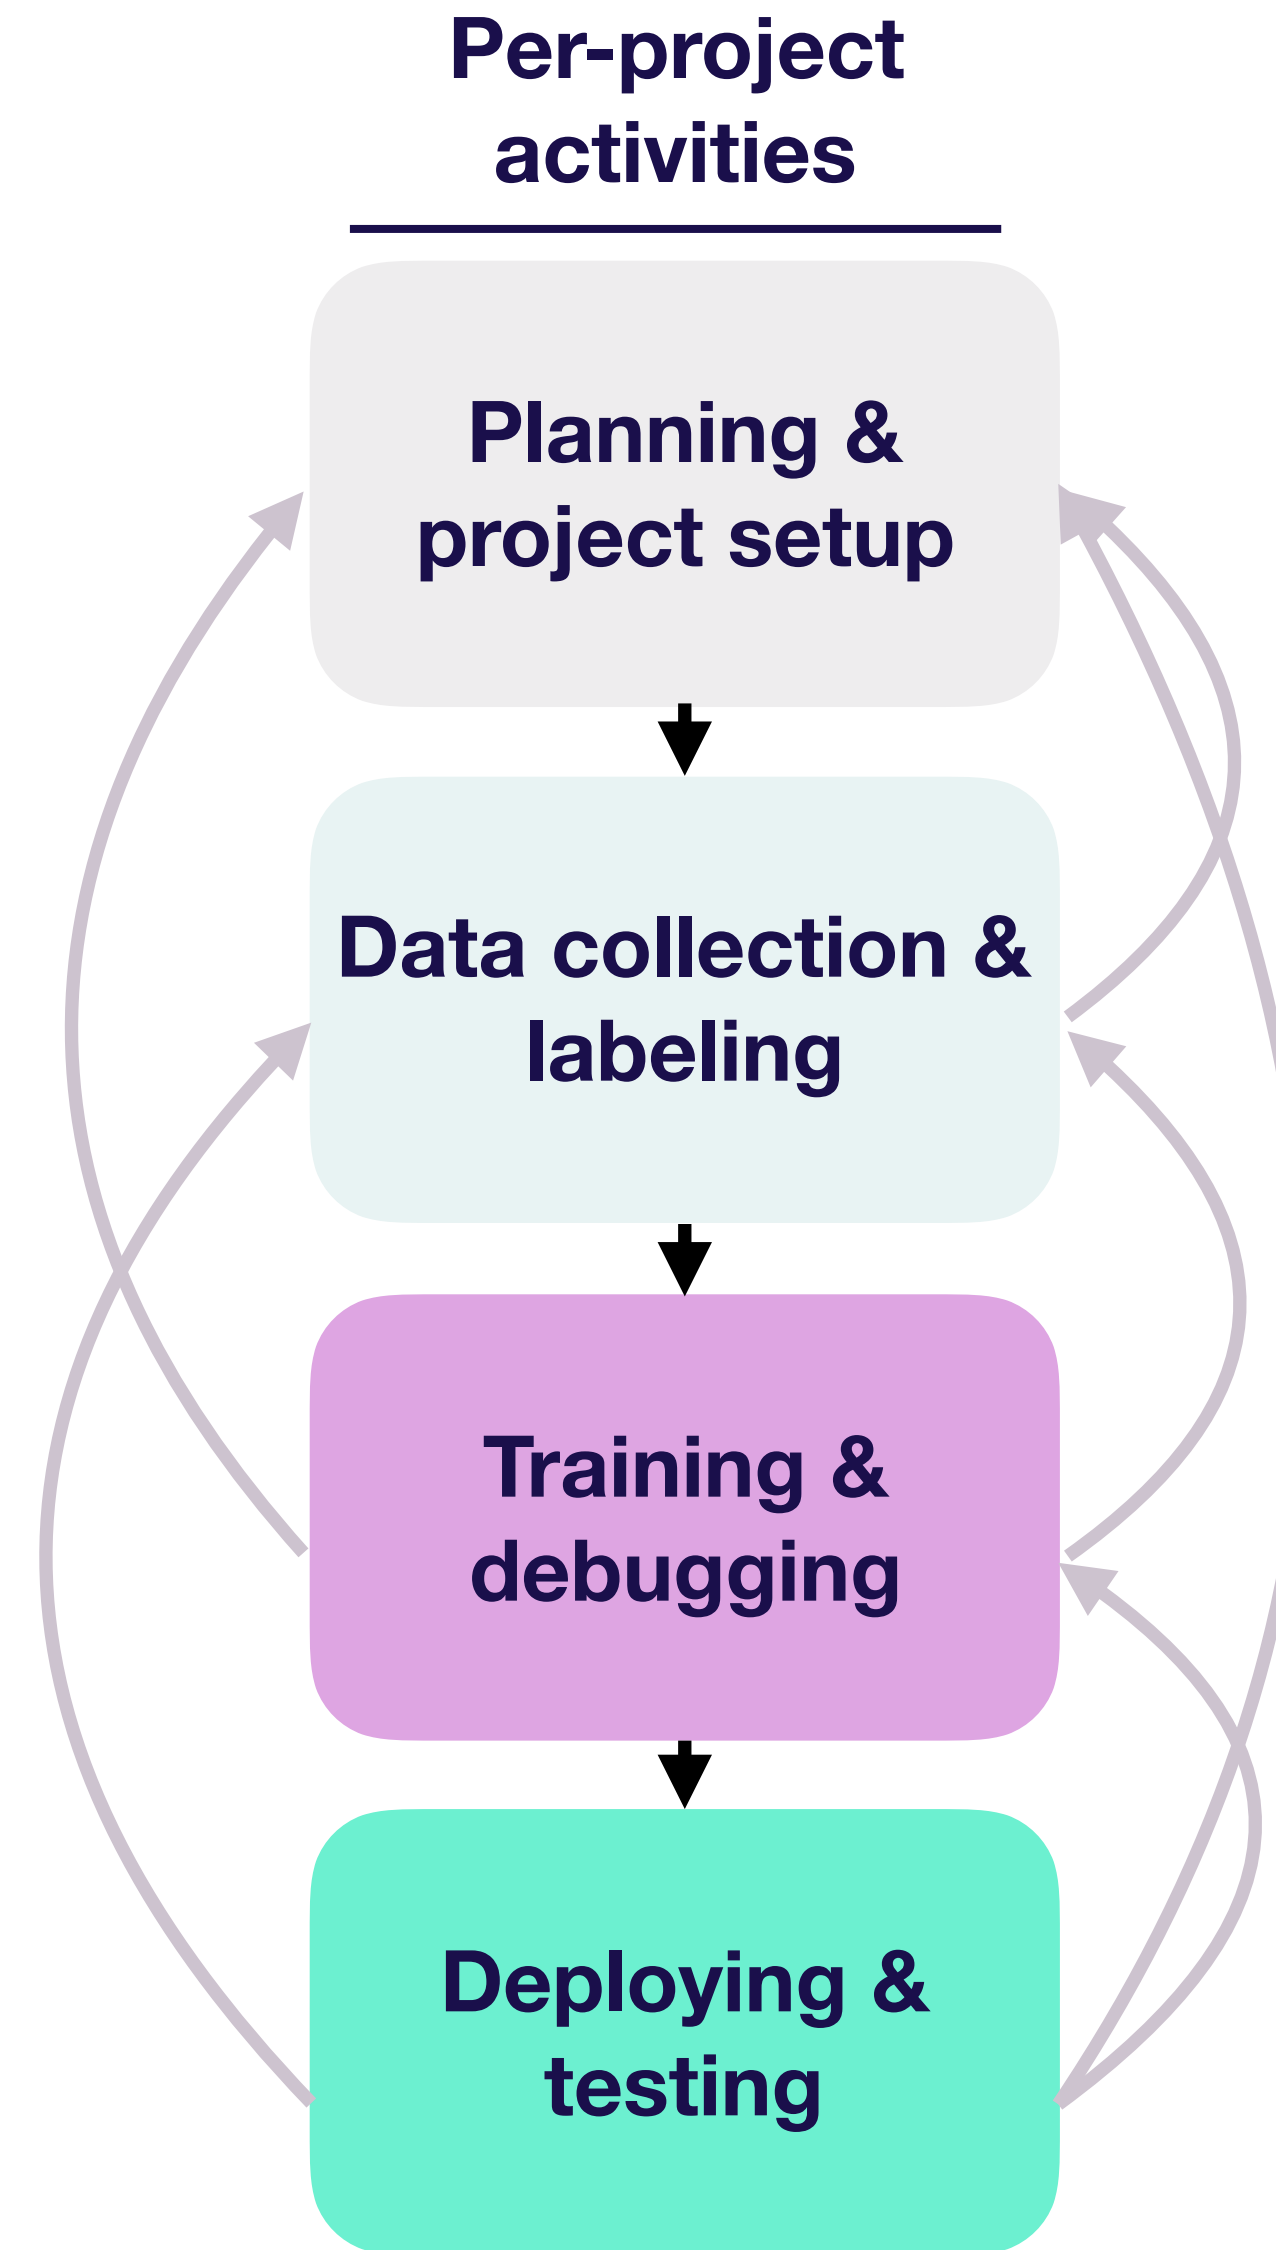 Per-project
activities
Planning &
project setup
Data collection &
labeling
Training &
debugging
Deploying &
testing